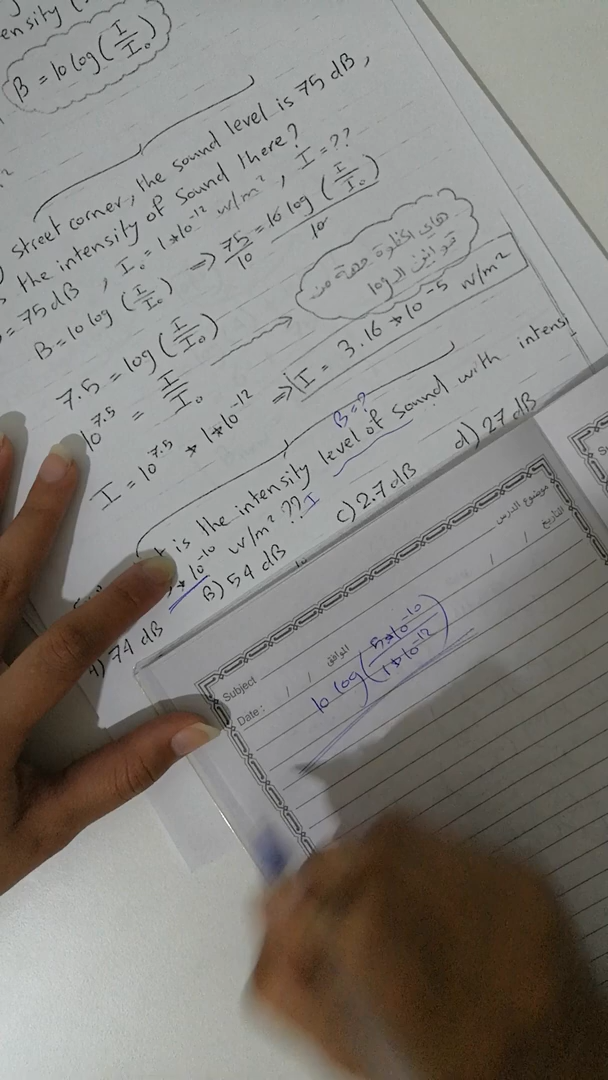 ensity (
B = 10 log (I/I₀)
street corner, the sound level is 75 dB,
s the intensity of sound there?
= 75 dB , I₀ = 1*10⁻¹² w/m² , I = ??
B = 10 log (I/I₀) ⇒ 75/10 = 10 log (I/I₀)/10
7.5 = log (I/I₀)
10^7.5 = I/I₀
قوانين الـ log
I = 10^7.5 * 1*10⁻¹² ⇒ I = 3.16 *10⁻⁵ w/m²
B = ?
is the intensity level of sound with intensi
*10⁻¹⁰ w/m² ?? I
A) 74 dB B) 54 dB c) 2.7 dB d) 27 dB
موضوع الدرس
التاريخ / /
Subject
Date: / / الموافق
10 log (5*10⁻¹⁰/1*10⁻¹²)